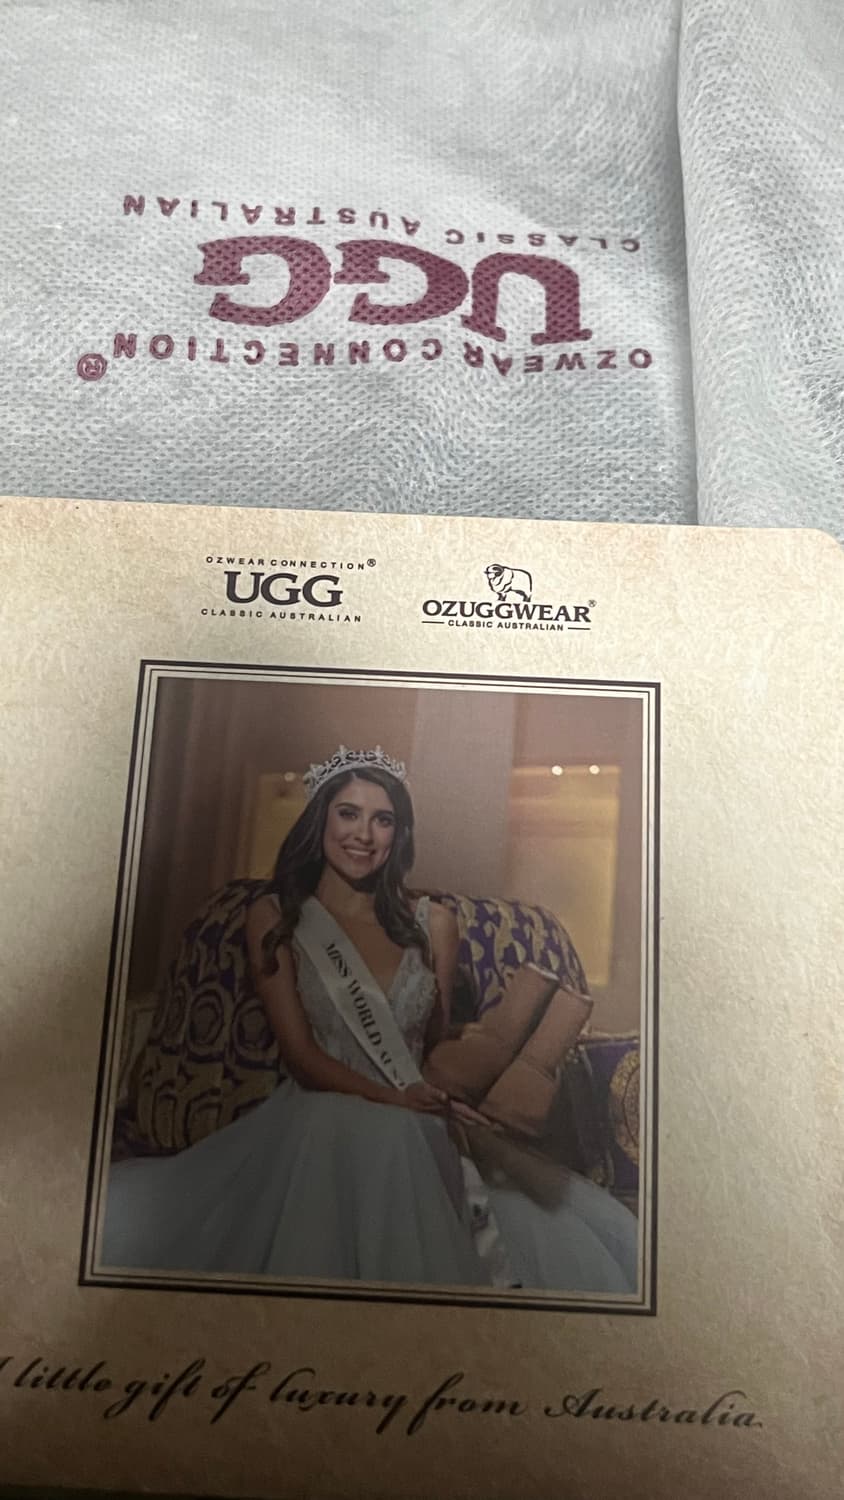 OZWEAR CONNECTION®
UGG
CLASSIC AUSTRALIAN
OZWEAR CONNECTION®
UGG
CLASSIC AUSTRALIAN
OZUGGWEAR®
CLASSIC AUSTRALIAN
MISS WORLD
little gift of luxury from Australia